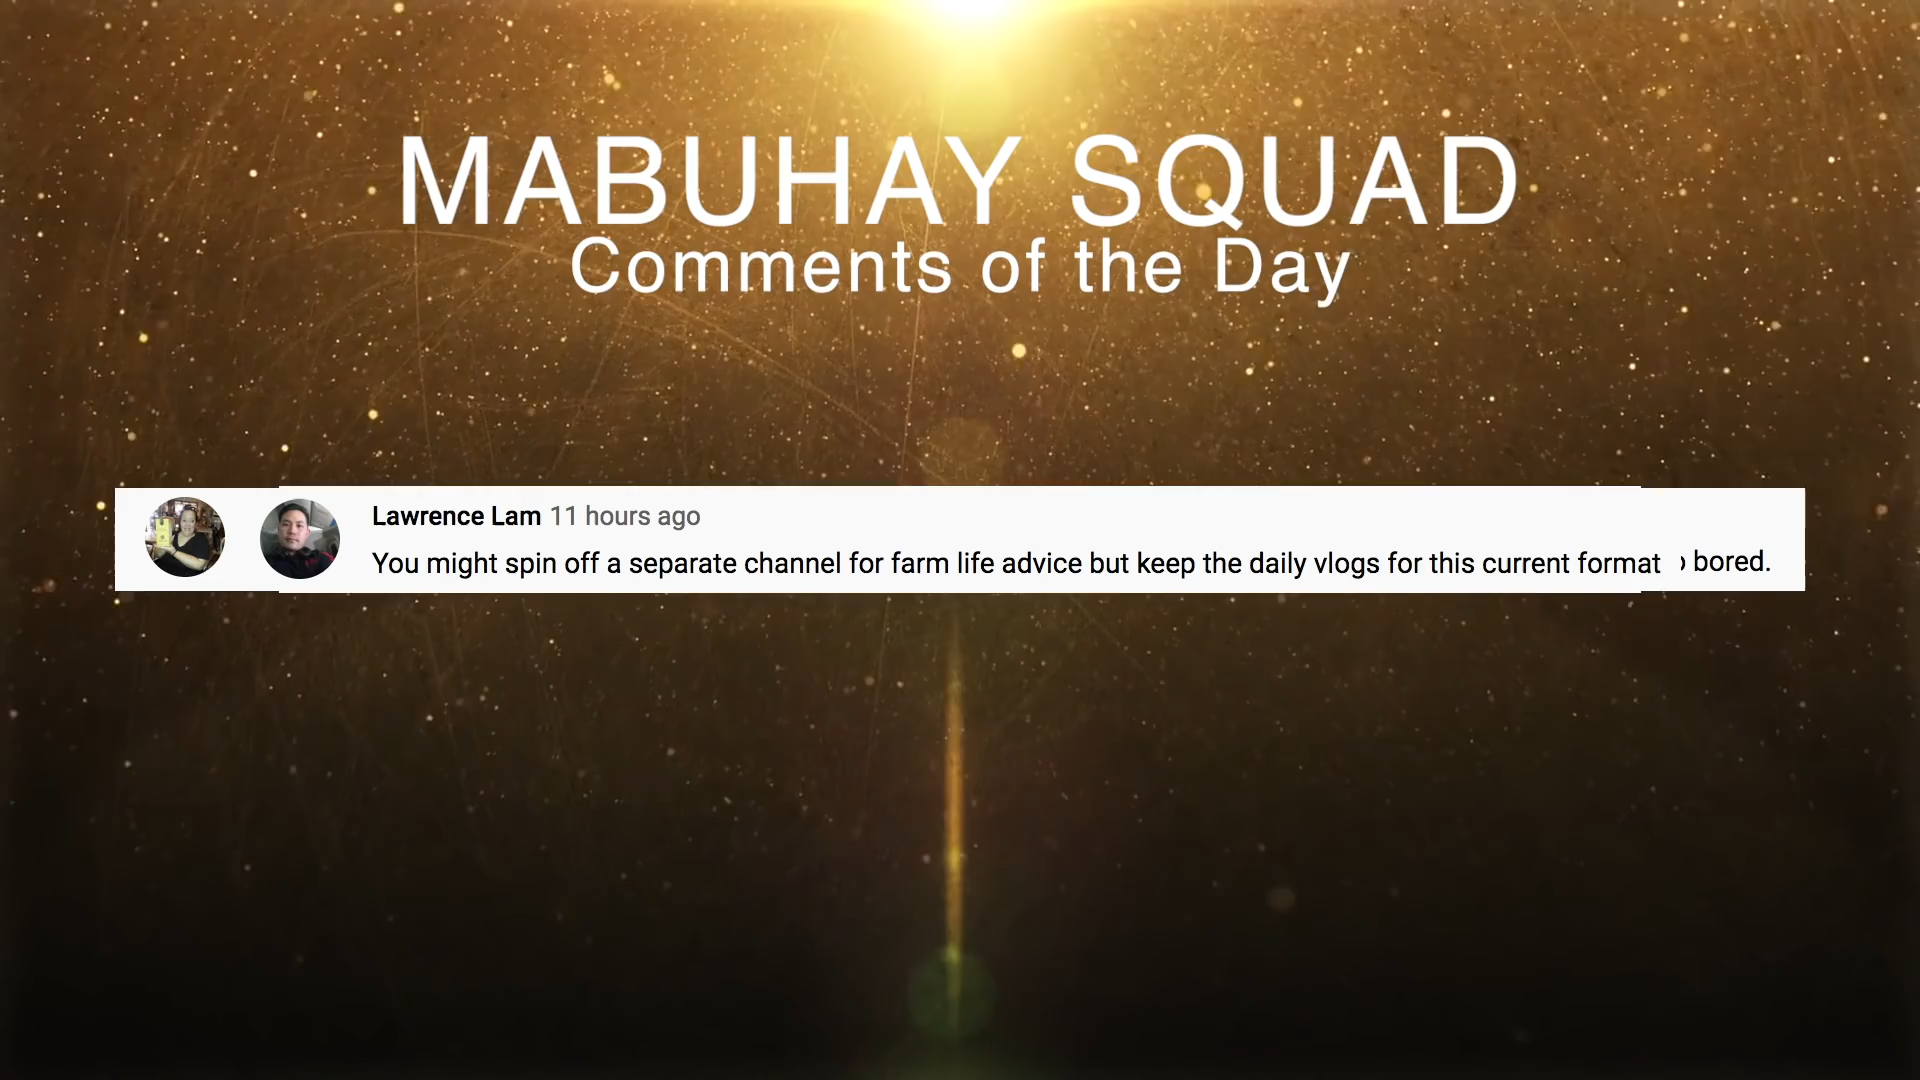 MABUHAY SQUAD
Comments of the Day
Lawrence Lam 11 hours ago
You might spin off a separate channel for farm life advice but keep the daily vlogs for this current format
bored.